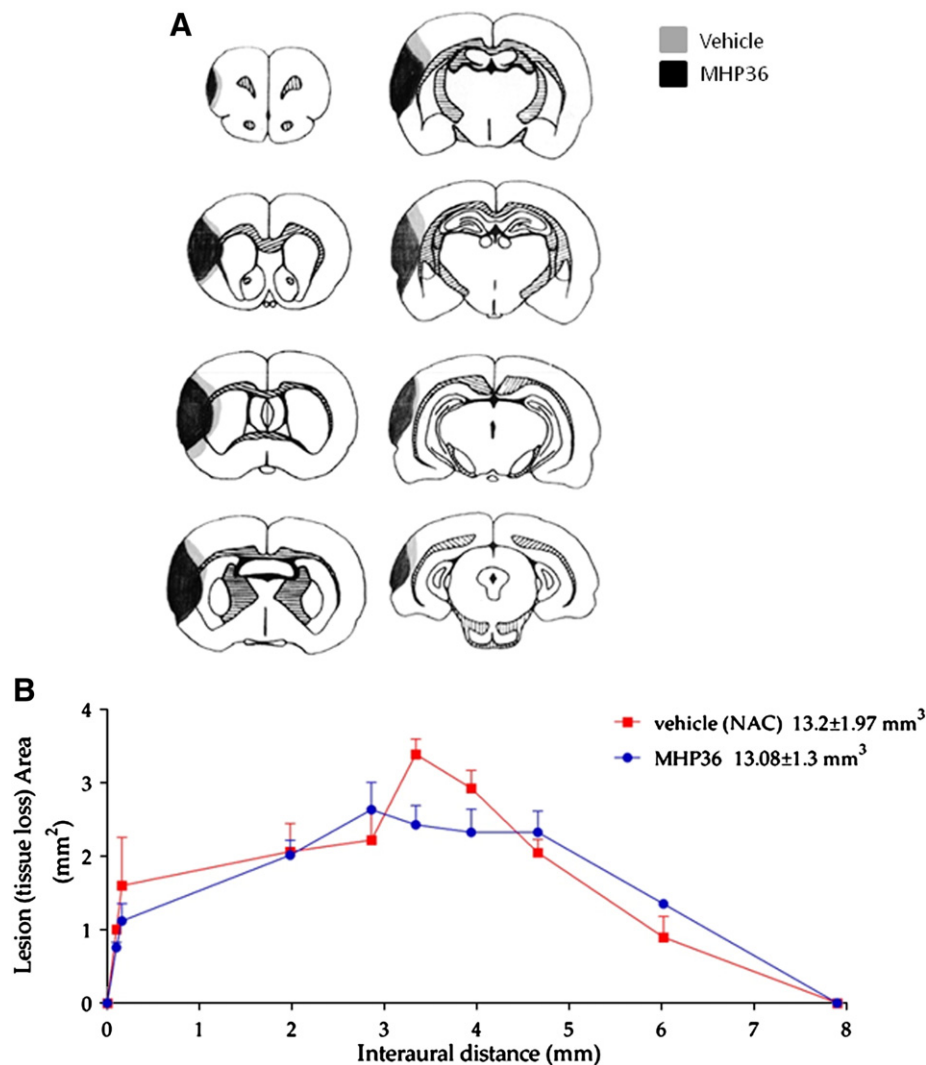 A
Vehicle
MHP36
B
4
3
2
1
0
Lesion (tissue loss) Area
(mm²)
vehicle (NAC) 13.2±1.97 mm³
MHP36 13.08±1.3 mm³
0 1 2 3 4 5 6 7 8
Interaural distance (mm)